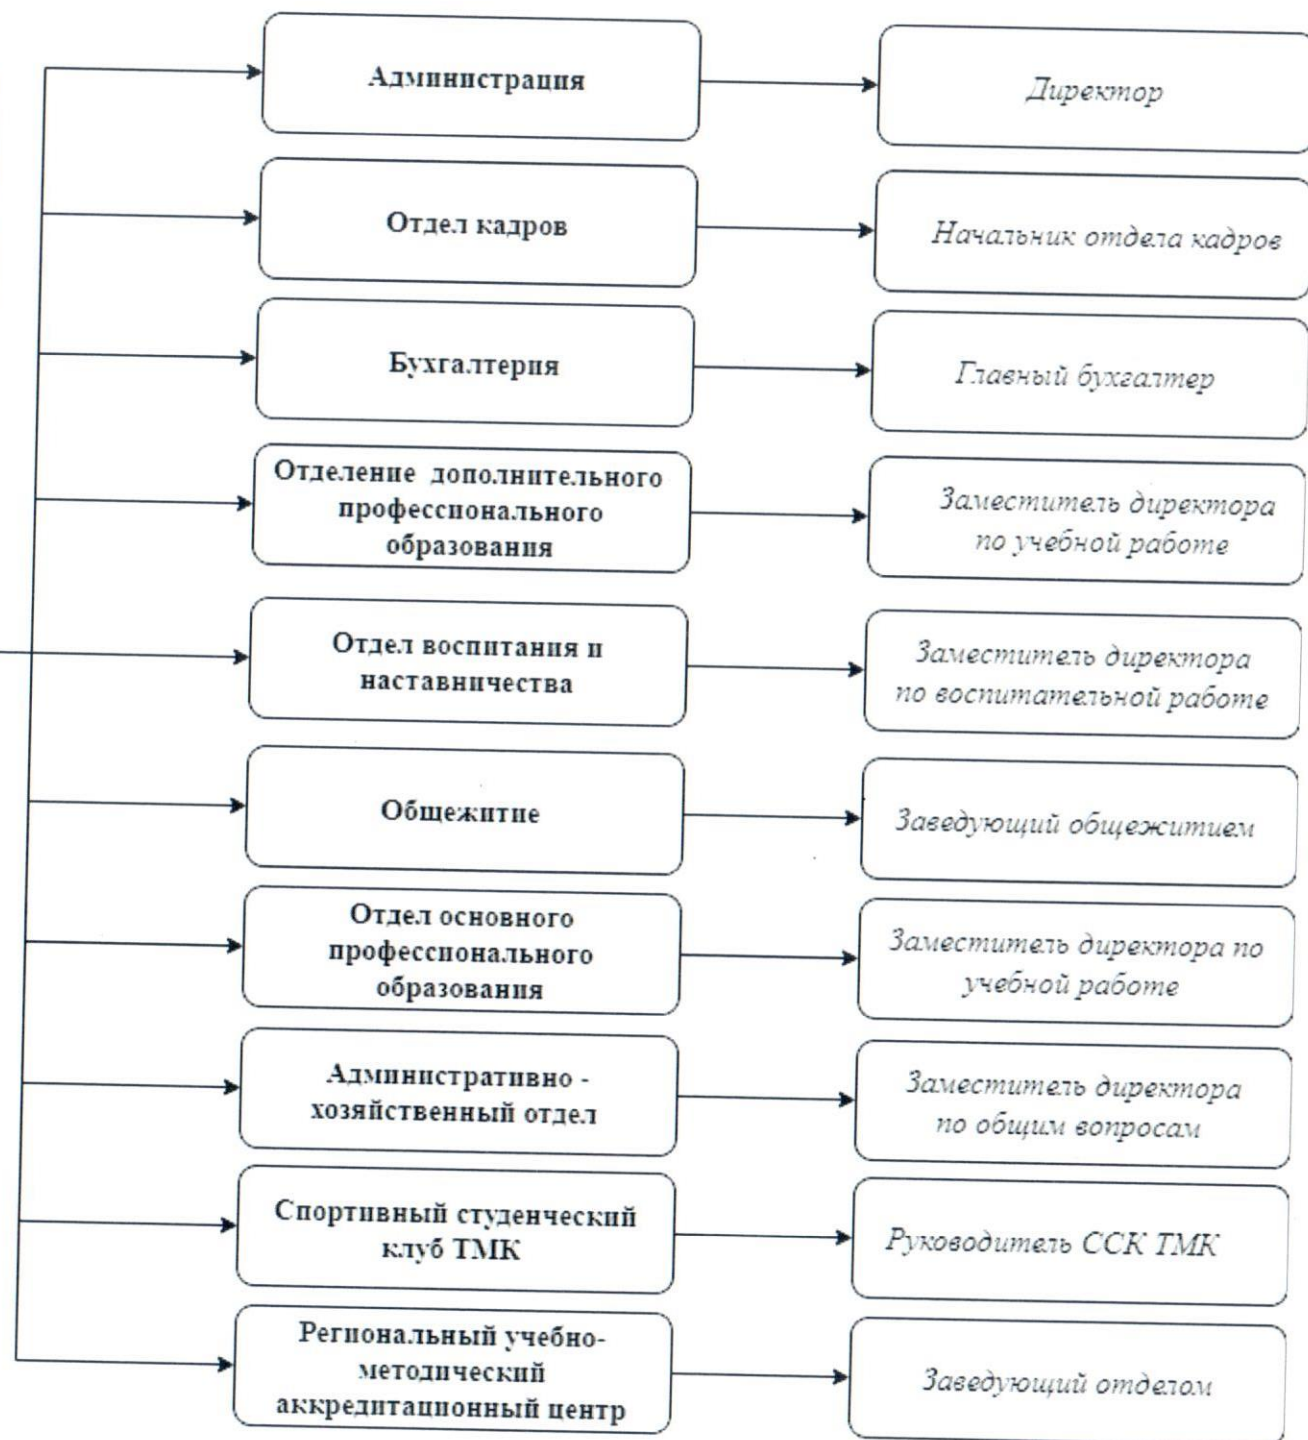 Администрация
Директор
Отдел кадров
Начальник отдела кадров
Бухгалтерия
Главный бухгалтер
Отделение дополнительного
профессионального
образования
Заместитель директора
по учебной работе
Отдел воспитания и
наставничества
Заместитель директора
по воспитательной работе
Общежитие
Заведующий общежитием
Отдел основного
профессионального
образования
Заместитель директора по
учебной работе
Административно -
хозяйственный отдел
Заместитель директора
по общим вопросам
Спортивный студенческий
клуб ТМК
Руководитель ССК ТМК
Региональный учебно-
методический
аккредитационный центр
Заведующий отделом